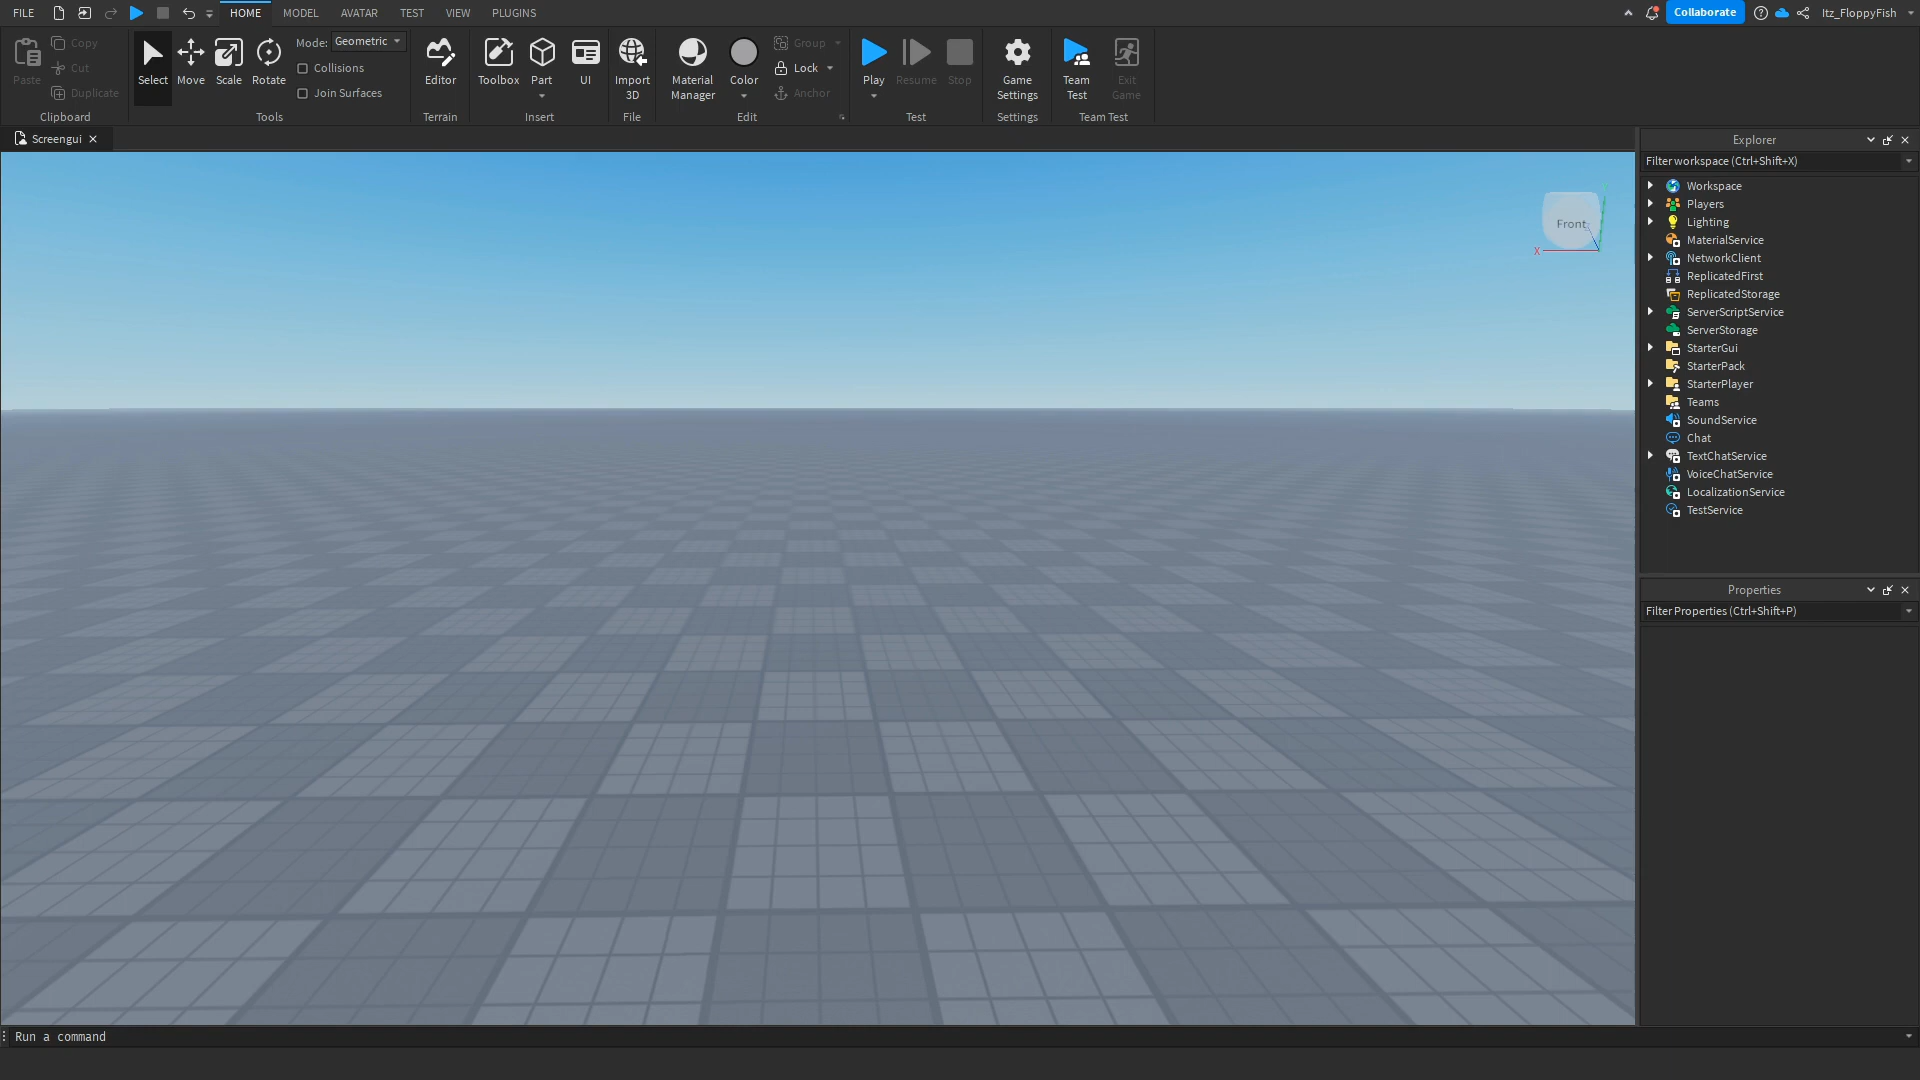 FILE HOME MODEL AVATAR TEST VIEW PLUGINS Collaborate Itz_FloppyFish
Paste
Copy
Cut
Duplicate
Clipboard
Select
Move
Scale
Rotate
Mode: Geometric
Collisions
Join Surfaces
Tools
Editor
Terrain
Toolbox
Part
UI
Insert
Import
3D
File
Material
Manager
Color
Group
Lock
Anchor
Edit
Play
Resume
Stop
Test
Game
Settings
Settings
Team
Test
Exit
Game
Team Test
Screengui
Front
X
Explorer
Filter workspace (Ctrl+Shift+X)
Workspace
Players
Lighting
MaterialService
NetworkClient
ReplicatedFirst
ReplicatedStorage
ServerScriptService
ServerStorage
StarterGui
StarterPack
StarterPlayer
Teams
SoundService
Chat
TextChatService
VoiceChatService
LocalizationService
TestService
Properties
Filter Properties (Ctrl+Shift+P)
Run a command